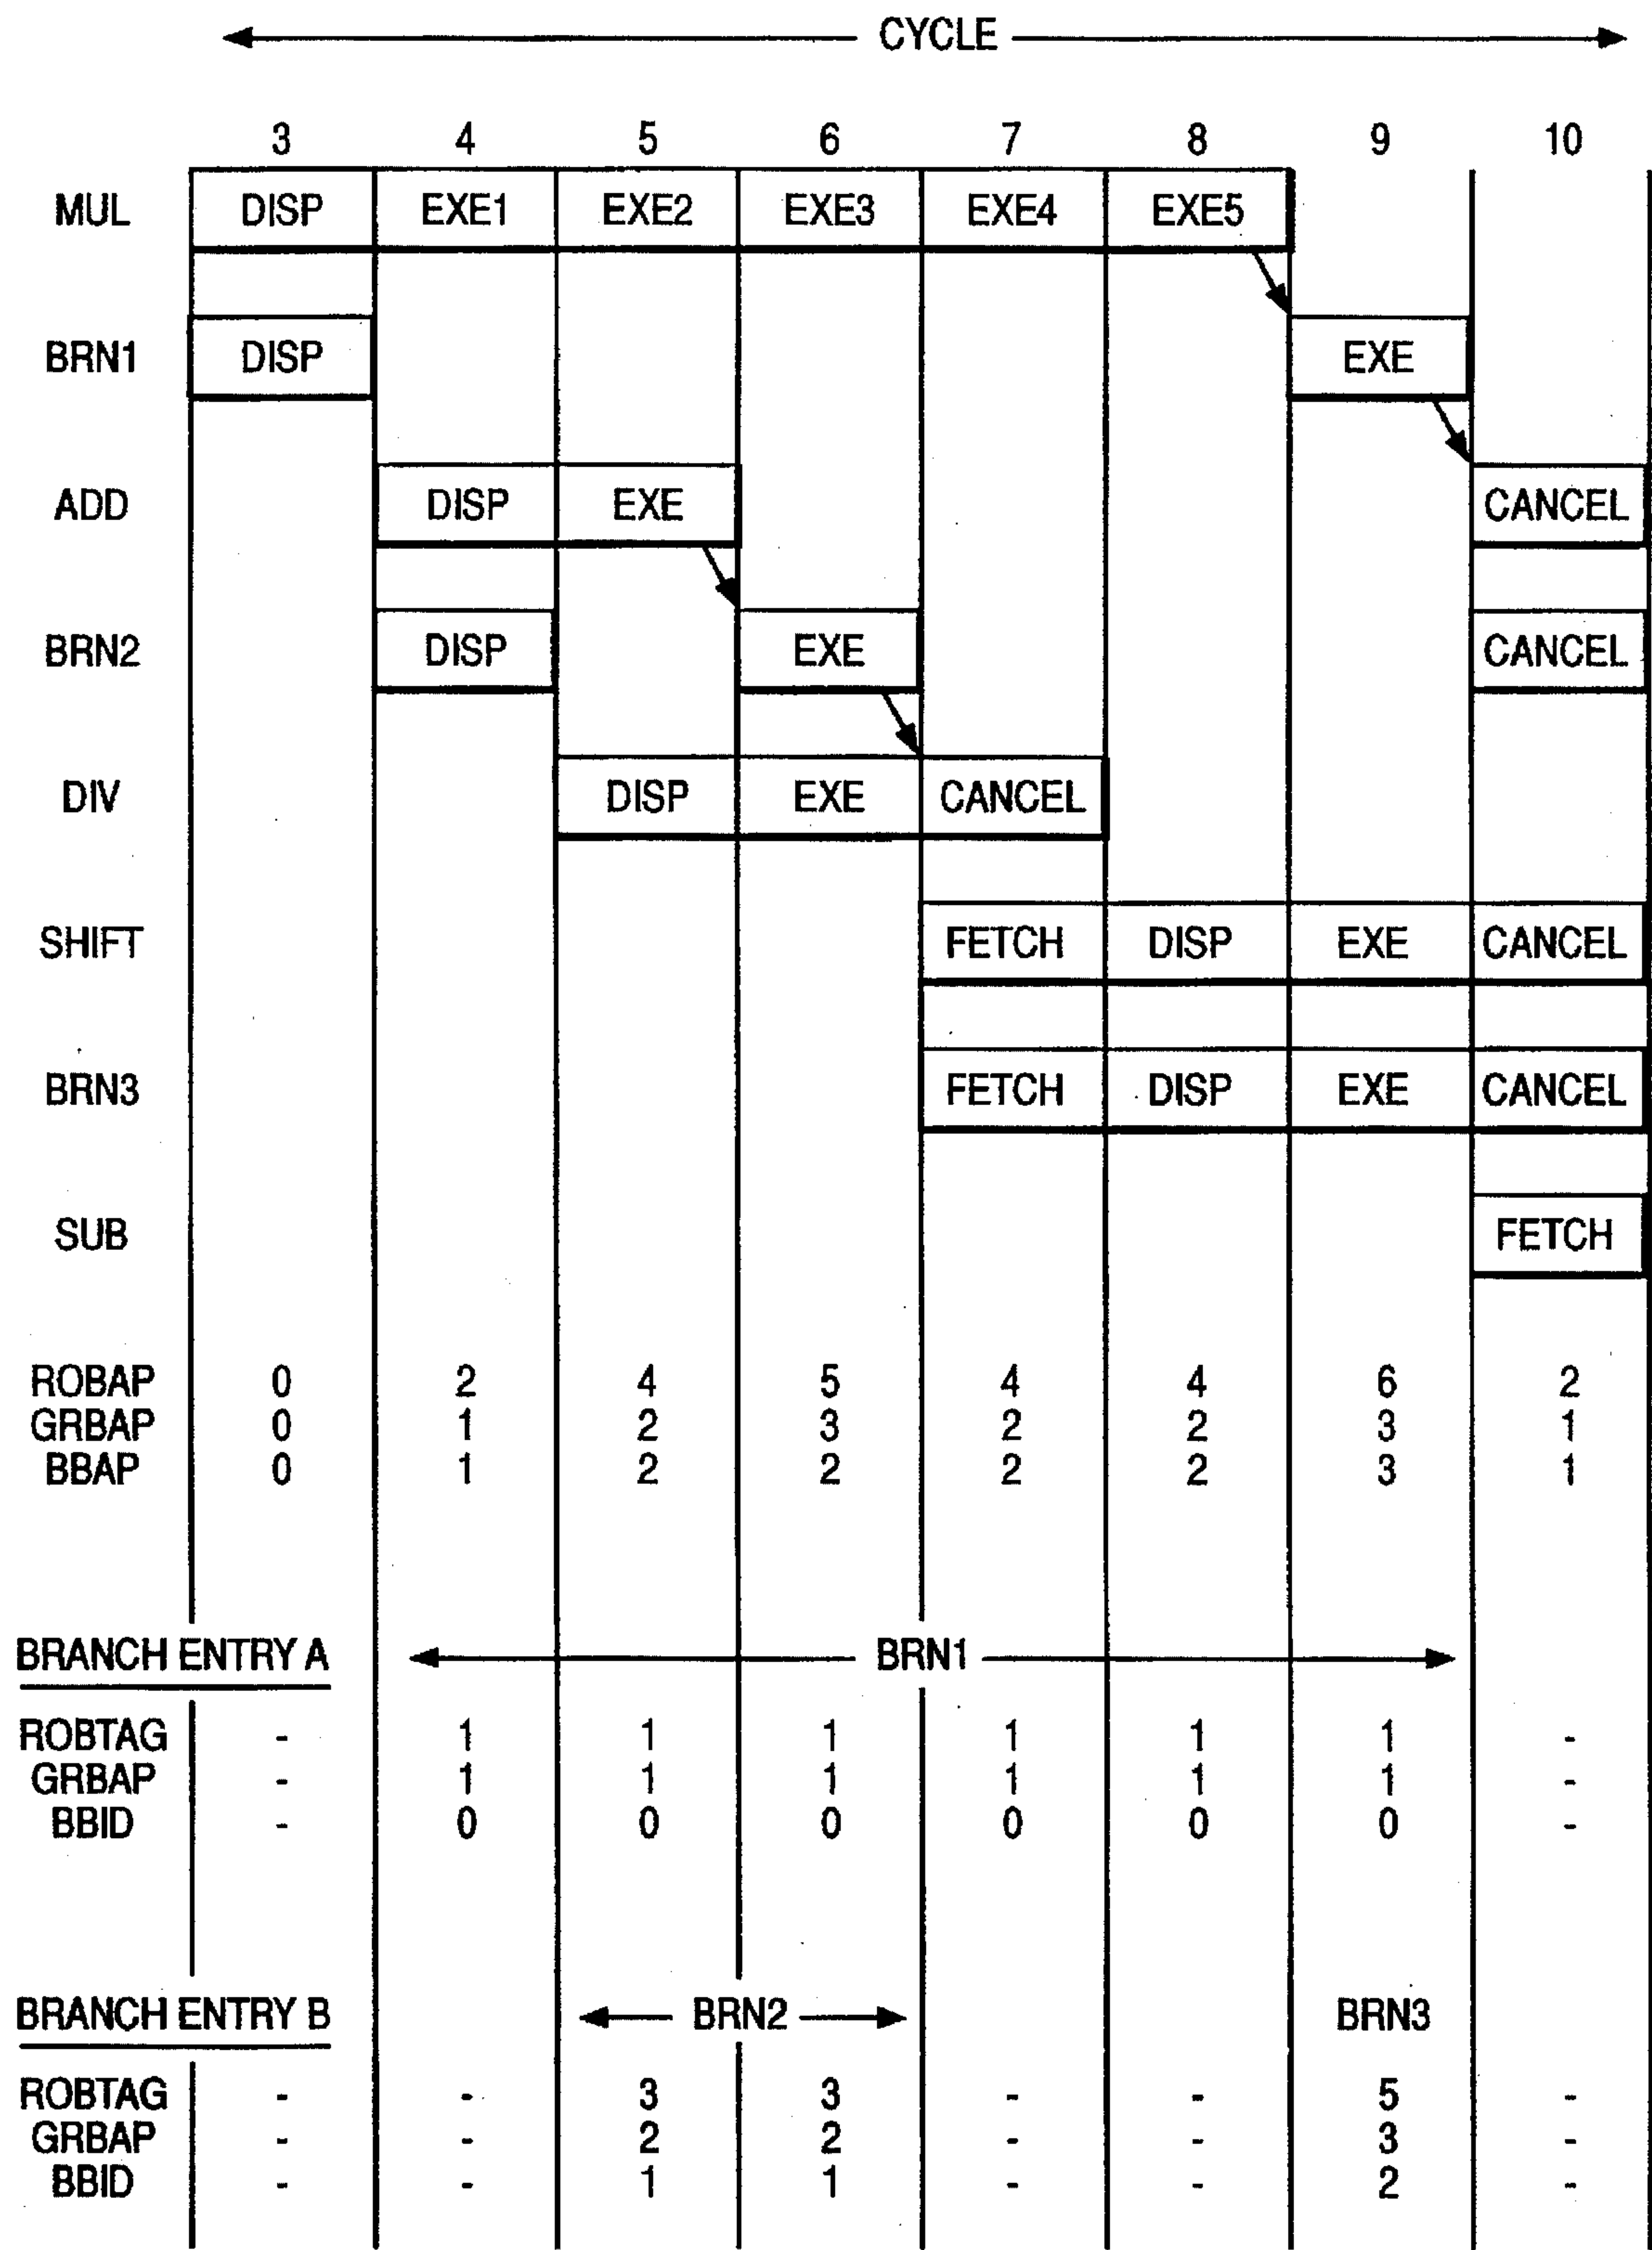 CYCLE
3 4 5 6 7 8 9 10
MUL DISP EXE1 EXE2 EXE3 EXE4 EXE5
BRN1 DISP EXE
ADD DISP EXE CANCEL
BRN2 DISP EXE CANCEL
DIV DISP EXE CANCEL
SHIFT FETCH DISP EXE CANCEL
BRN3 FETCH DISP EXE CANCEL
SUB FETCH
ROBAP 0 2 4 5 4 4 6 2
GRBAP 0 1 2 3 2 2 3 1
BBAP 0 1 2 2 2 2 3 1
BRANCH ENTRY A BRN1
ROBTAG - 1 1 1 1 1 1 -
GRBAP - 1 1 1 1 1 1 -
BBID - 0 0 0 0 0 0 -
BRANCH ENTRY B BRN2 BRN3
ROBTAG - - 3 3 - - 5 -
GRBAP - - 2 2 - - 3 -
BBID - - 1 1 - - 2 -